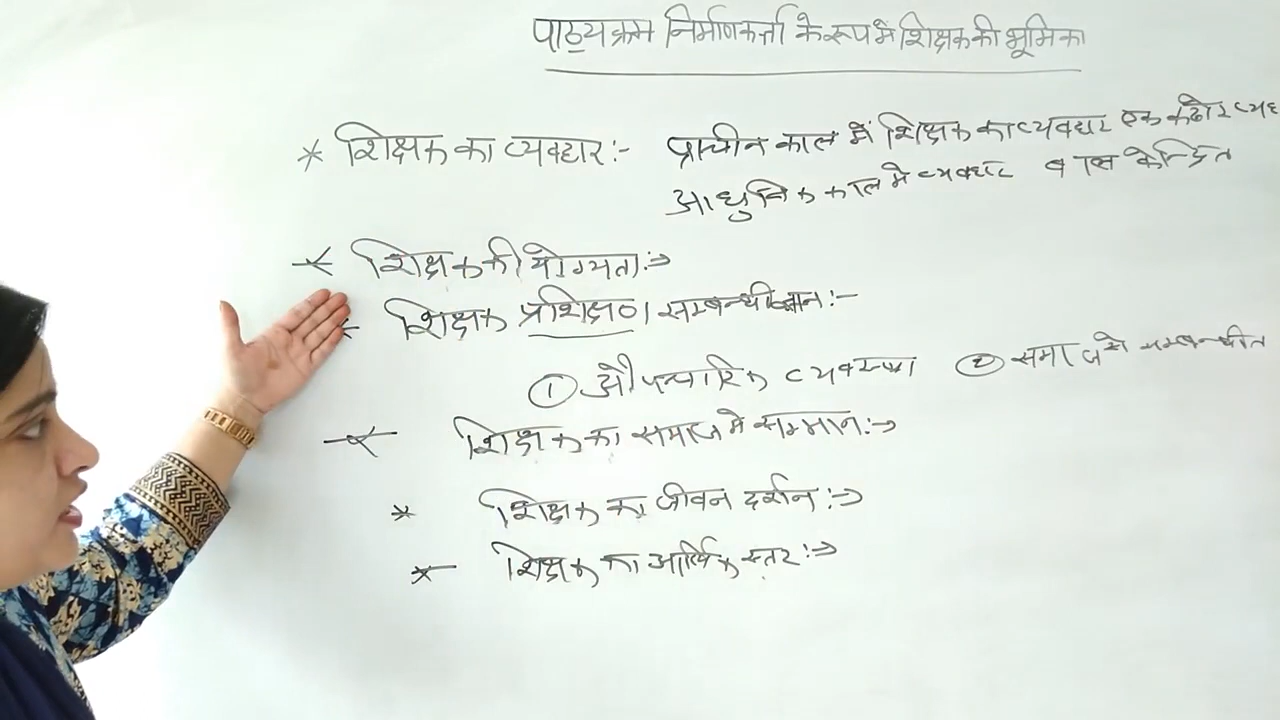 पाठ्यक्रम निर्माणकर्त्ता के रूप में शिक्षक की भूमिका
* शिक्षक का व्यवहार:- प्राचीन काल में शिक्षक का व्यवहार एक कठोर व्यव
आधुनिक काल मे व्यवहार बाल केन्द्रित
* शिक्षक की योग्यता:→
* शिक्षक प्रशिक्षण सम्बन्धी ज्ञान:-
① औपचारिक व्यवस्था ② समाज से सम्बन्धीत
* शिक्षक का समाज मे सम्मान:→
* शिक्षक का जीवन दर्शन:→
* शिक्षक का आर्थिक स्तर:→